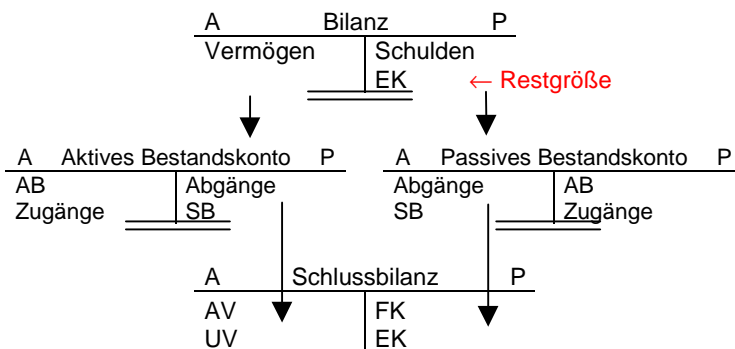 A Bilanz P
Vermögen Schulden
EK ← Restgröße
A Aktives Bestandskonto P
AB Abgänge
Zugänge SB
A Passives Bestandskonto P
Abgänge AB
SB Zugänge
A Schlussbilanz P
AV FK
UV EK